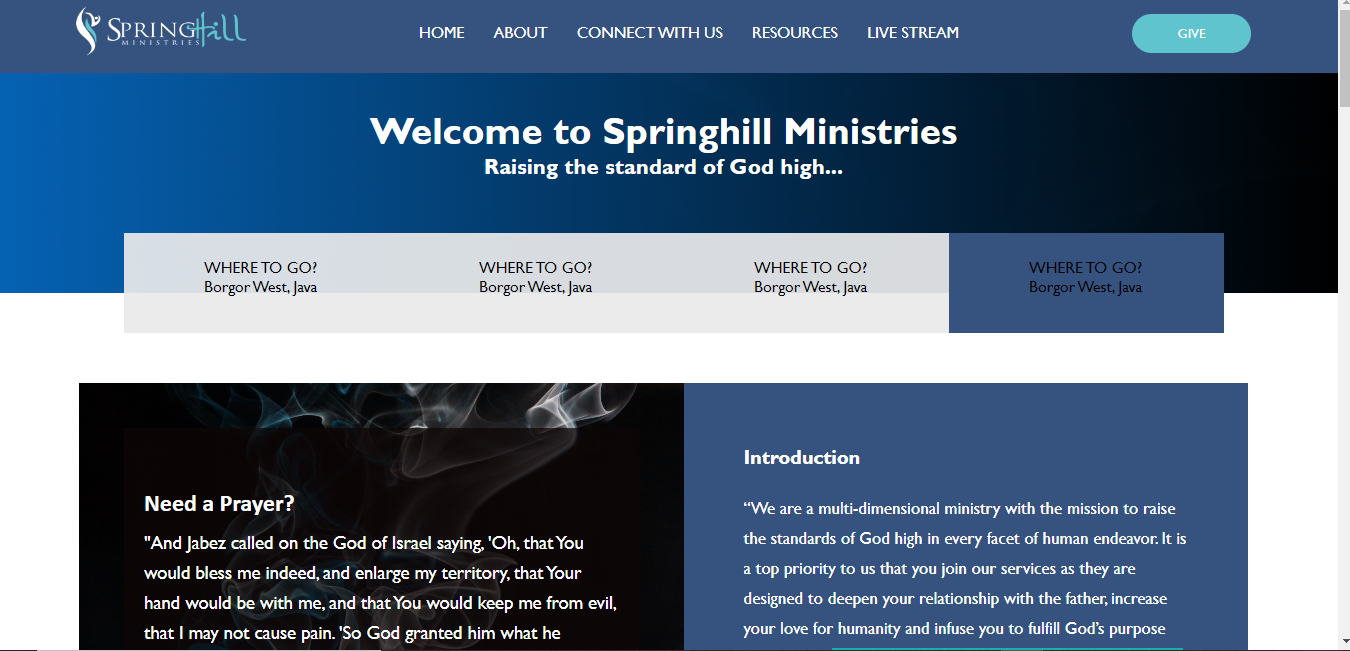 SPRINGHill
MINISTRIES
HOME ABOUT CONNECT WITH US RESOURCES LIVE STREAM
GIVE
Welcome to Springhill Ministries
Raising the standard of God high...
WHERE TO GO?
Borgor West, Java
WHERE TO GO?
Borgor West, Java
WHERE TO GO?
Borgor West, Java
WHERE TO GO?
Borgor West, Java
Need a Prayer?
"And Jabez called on the God of Israel saying, 'Oh, that You
would bless me indeed, and enlarge my territory, that Your
hand would be with me, and that You would keep me from evil,
that I may not cause pain. 'So God granted him what he
Introduction
“We are a multi-dimensional ministry with the mission to raise
the standards of God high in every facet of human endeavor. It is
a top priority to us that you join our services as they are
designed to deepen your relationship with the father, increase
your love for humanity and infuse you to fulfill God’s purpose